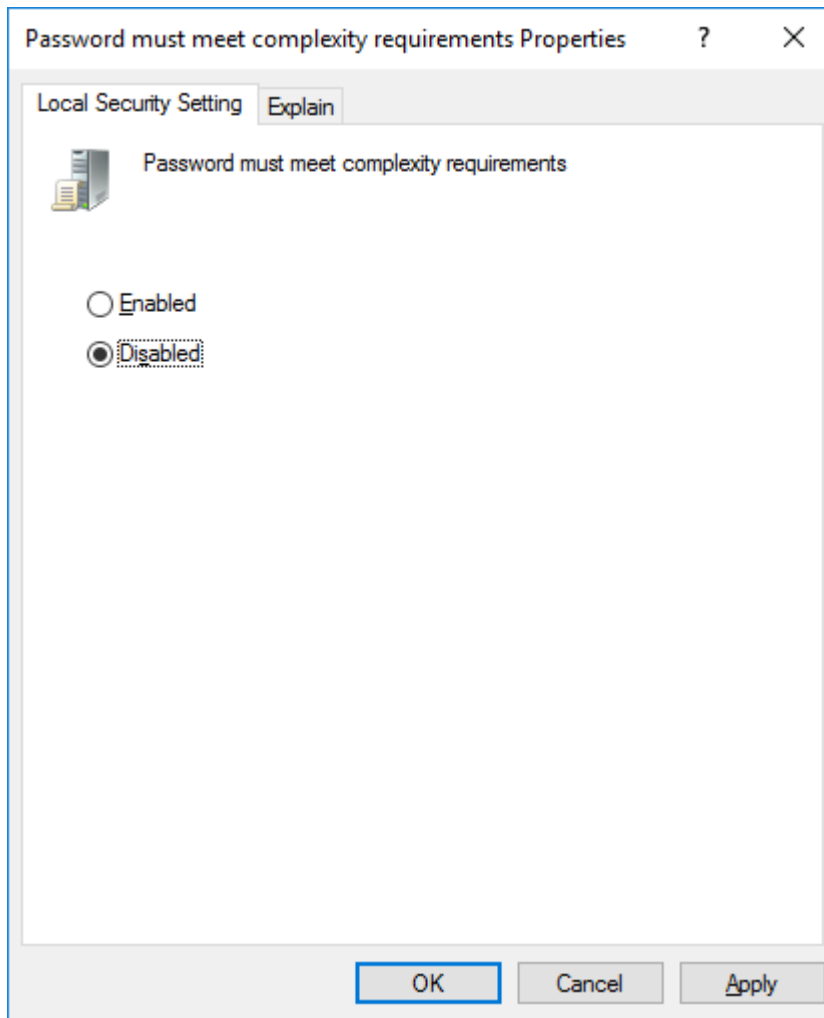 Password must meet complexity requirements Properties ?
Local Security Setting Explain
Password must meet complexity requirements
Enabled
Disabled
OK Cancel Apply